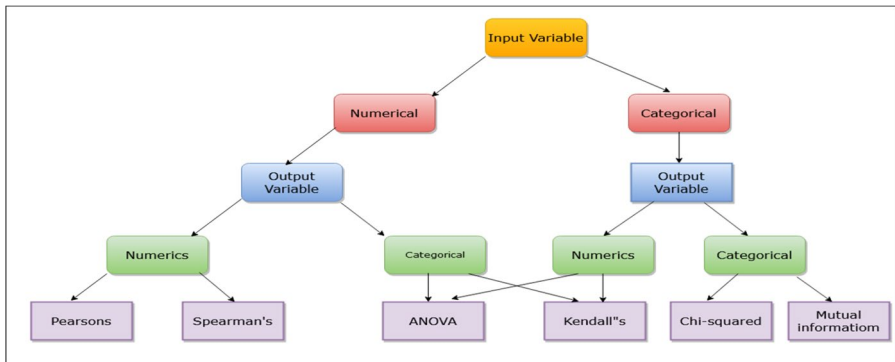 Input Variable
Numerical
Categorical
Output
Variable
Output
Variable
Numerics
Categorical
Numerics
Categorical
Pearsons
Spearman's
ANOVA
Kendall"s
Chi-squared
Mutual
informatiom